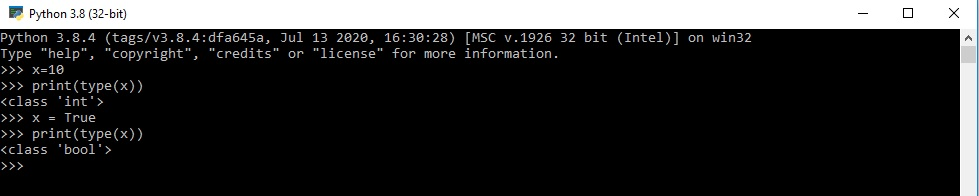 Python 3.8 (32-bit)
Python 3.8.4 (tags/v3.8.4:dfa645a, Jul 13 2020, 16:30:28) [MSC v.1926 32 bit (Intel)] on win32
Type "help", "copyright", "credits" or "license" for more information.
>>> x=10
>>> print(type(x))
<class 'int'>
>>> x = True
>>> print(type(x))
<class 'bool'>
>>>